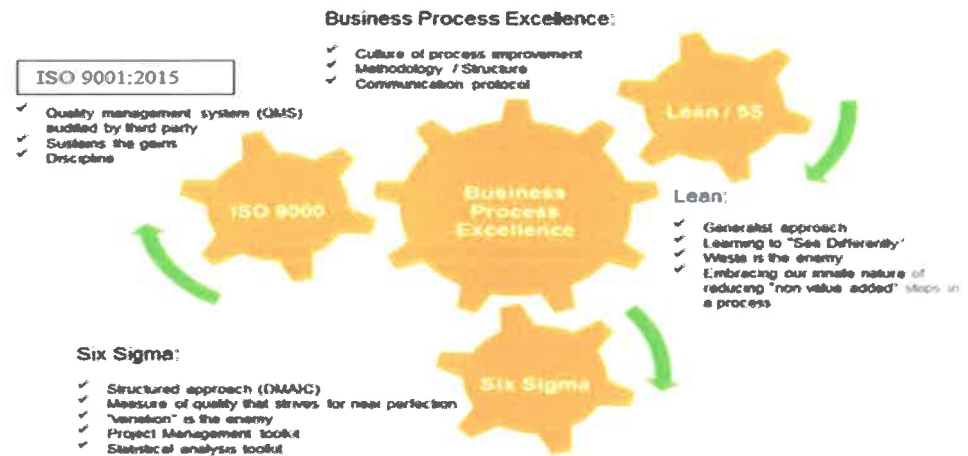 Business Process Excellence:
Culture of process improvement
Methodology / Structure
Communication protocol
ISO 9001:2015
Quality management system (QMS)
audited by third party
Sustains the gains
Discipline
Lean / 5S
ISO 9000
Business
Process
Excellence
Lean:
Generalist approach
Learning to "See Differently"
Waste is the enemy
Embracing our innate nature of
reducing "non value added" steps in
a process
Six Sigma
Six Sigma:
Structured approach (DMAIC)
Measure of quality that strives for near perfection
"Variation" is the enemy
Project Management toolkit
Statistical analysis toolkit